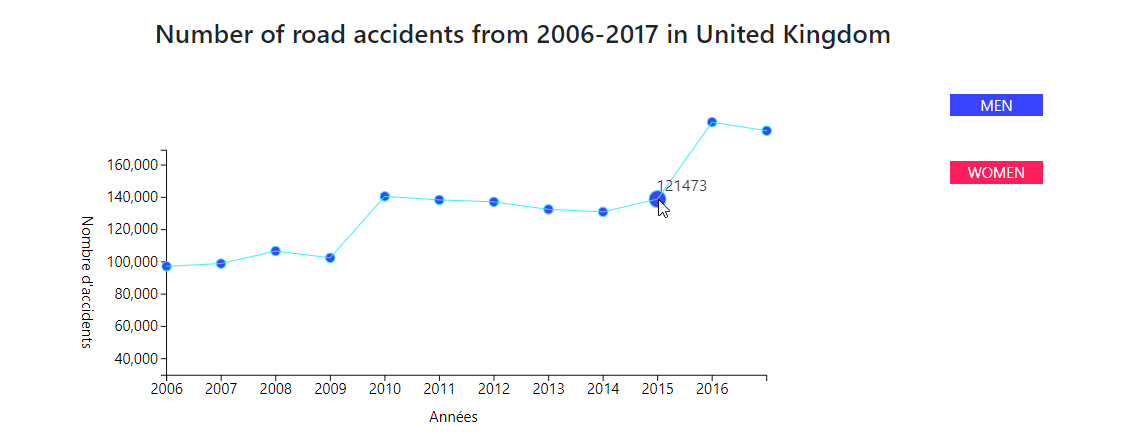 Number of road accidents from 2006-2017 in United Kingdom
MEN
WOMEN
160,000
140,000
120,000
100,000
80,000
60,000
40,000
Nombre d'accidents
121473
2006 2007 2008 2009 2010 2011 2012 2013 2014 2015 2016
Années